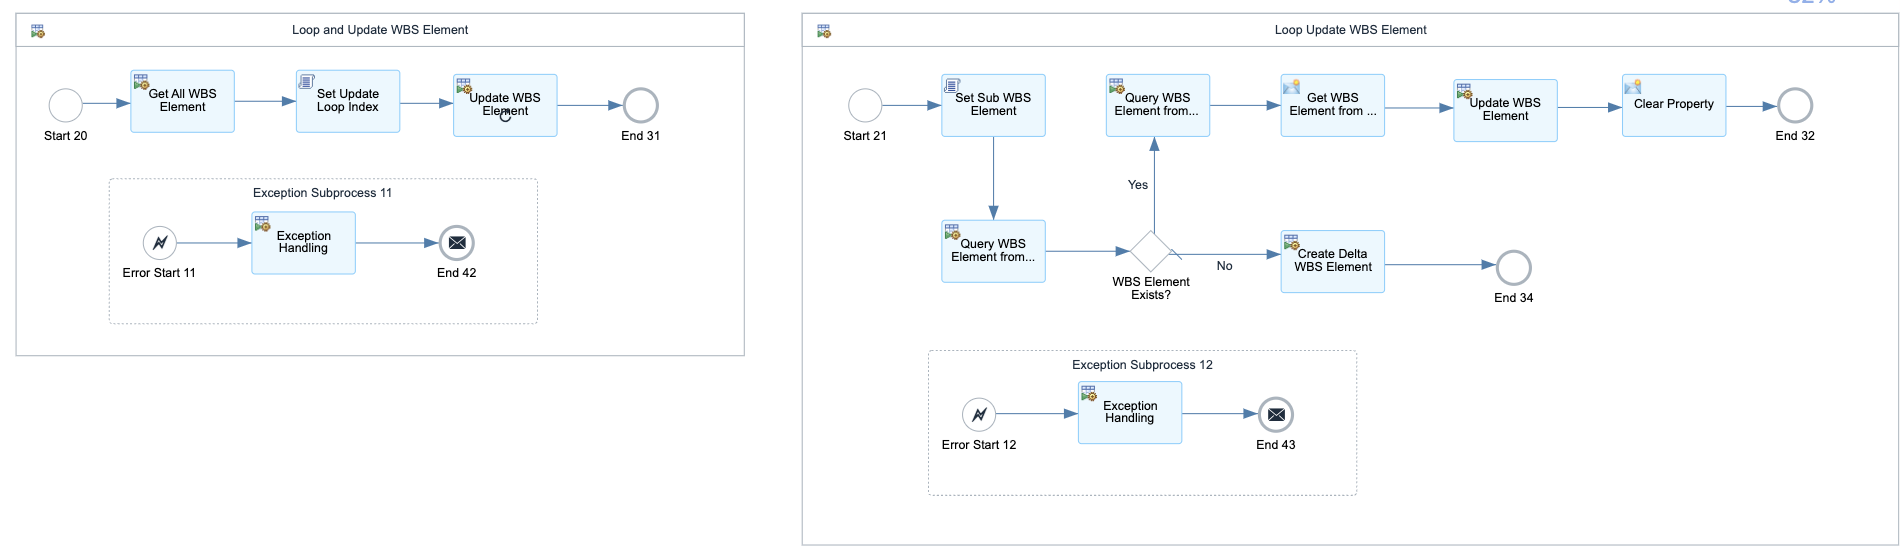 Loop and Update WBS Element
Get All WBS
Element
Set Update
Loop Index
Update WBS
Element
Start 20
End 31
Exception Subprocess 11
Exception
Handling
Error Start 11
End 42
Loop Update WBS Element
Set Sub WBS
Element
Query WBS
Element from...
Get WBS
Element from ...
Update WBS
Element
Clear Property
Start 21
End 32
Yes
Query WBS
Element from...
No
WBS Element
Exists?
Create Delta
WBS Element
End 34
Exception Subprocess 12
Exception
Handling
Error Start 12
End 43